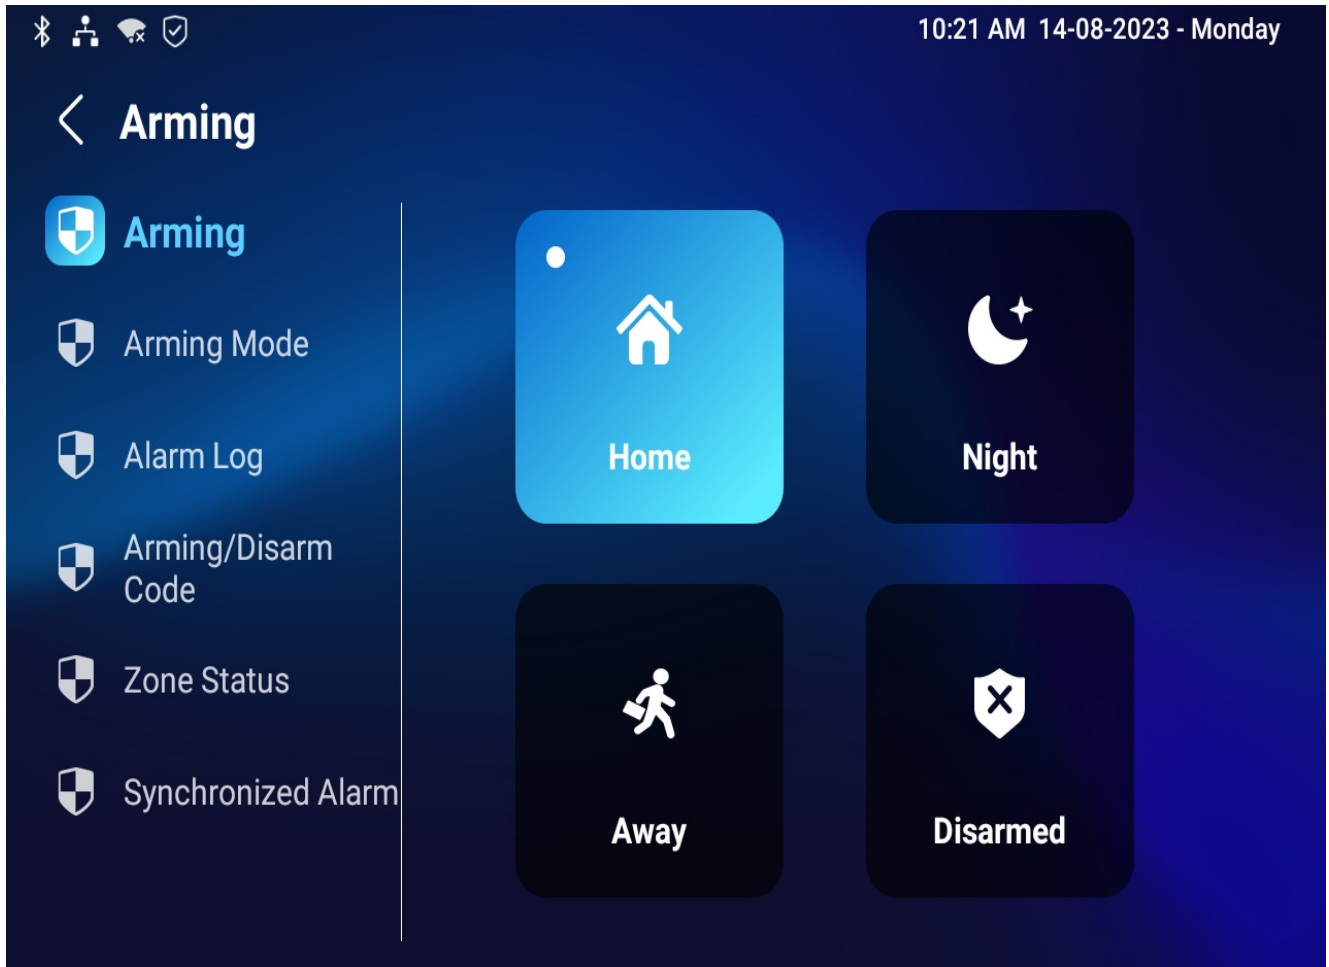 10:21 AM 14-08-2023 - Monday
Arming
Arming
Arming Mode
Alarm Log
Arming/Disarm
Code
Zone Status
Synchronized Alarm
Home
Night
Away
Disarmed